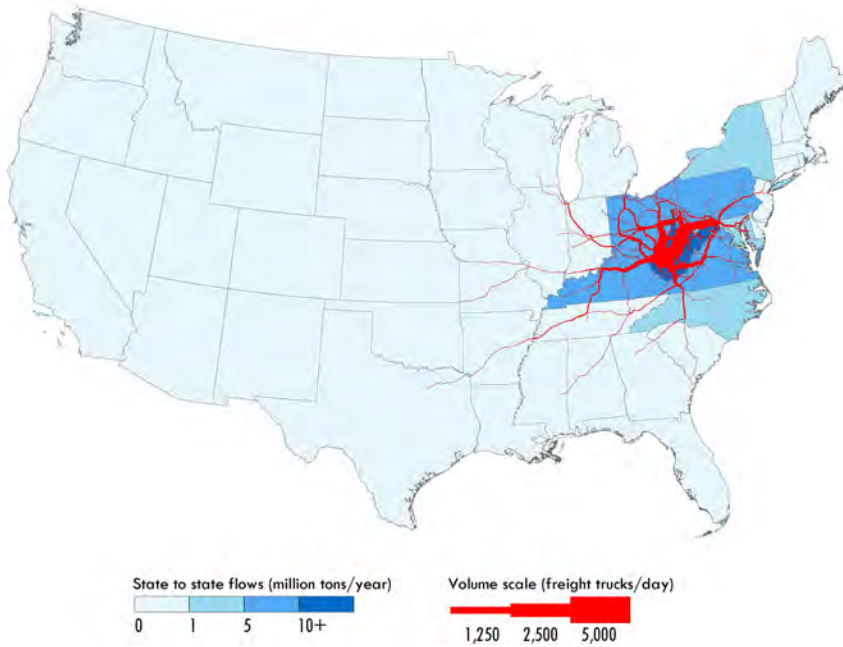 State to state flows (million tons/year)
0 1 5 10+
Volume scale (freight trucks/day)
1,250 2,500 5,000